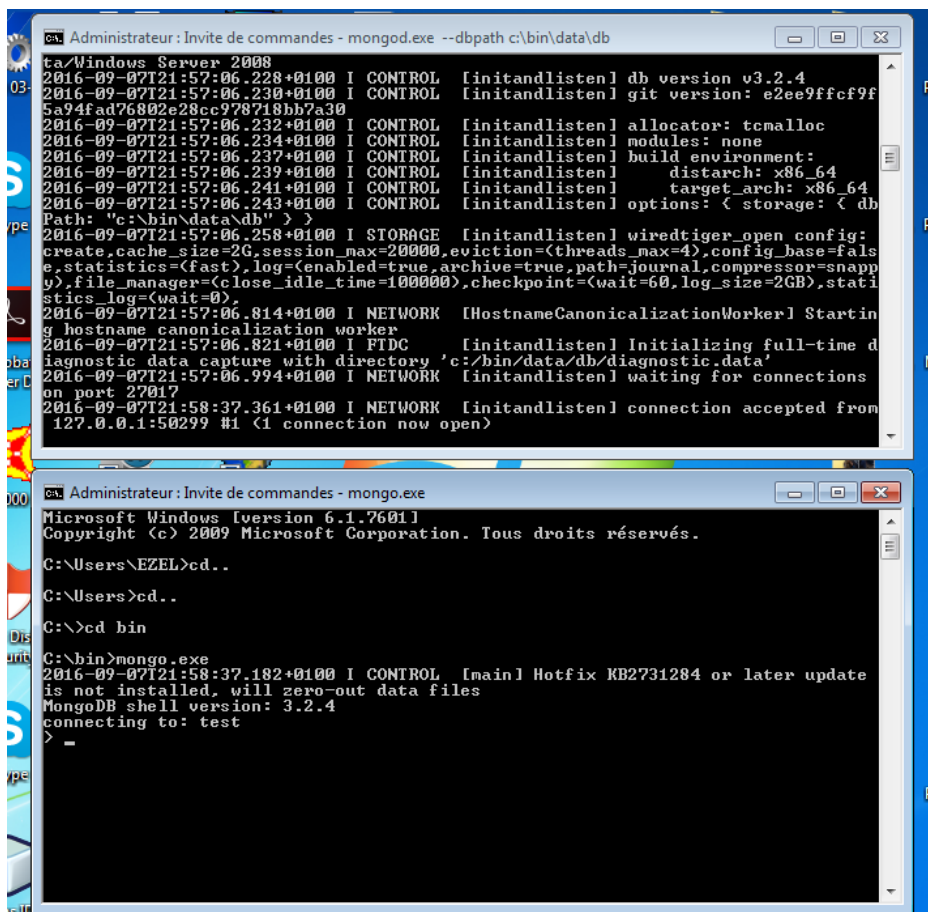 Administrateur : Invite de commandes - mongod.exe --dbpath c:\bin\data\db
ta/Windows Server 2008
2016-09-07T21:57:06.228+0100 I CONTROL  [initandlisten] db version v3.2.4
2016-09-07T21:57:06.230+0100 I CONTROL  [initandlisten] git version: e2ee9ffcf9f
5a94fad76802e28cc978718bb7a30
2016-09-07T21:57:06.232+0100 I CONTROL  [initandlisten] allocator: tcmalloc
2016-09-07T21:57:06.234+0100 I CONTROL  [initandlisten] modules: none
2016-09-07T21:57:06.237+0100 I CONTROL  [initandlisten] build environment:
2016-09-07T21:57:06.239+0100 I CONTROL  [initandlisten]     distarch: x86_64
2016-09-07T21:57:06.241+0100 I CONTROL  [initandlisten]     target_arch: x86_64
2016-09-07T21:57:06.243+0100 I CONTROL  [initandlisten] options: { storage: { db
Path: "c:\bin\data\db" } }
2016-09-07T21:57:06.258+0100 I STORAGE  [initandlisten] wiredtiger_open config:
create,cache_size=2G,session_max=20000,eviction=(threads_max=4),config_base=fals
e,statistics=(fast),log=(enabled=true,archive=true,path=journal,compressor=snapp
y),file_manager=(close_idle_time=100000),checkpoint=(wait=60,log_size=2GB),stati
stics_log=(wait=0),
2016-09-07T21:57:06.814+0100 I NETWORK  [HostnameCanonicalizationWorker] Startin
g hostname canonicalization worker
2016-09-07T21:57:06.821+0100 I FTDC     [initandlisten] Initializing full-time d
iagnostic data capture with directory 'c:/bin/data/db/diagnostic.data'
2016-09-07T21:57:06.994+0100 I NETWORK  [initandlisten] waiting for connections
on port 27017
2016-09-07T21:58:37.361+0100 I NETWORK  [initandlisten] connection accepted from
 127.0.0.1:50299 #1 (1 connection now open)
Administrateur : Invite de commandes - mongo.exe
Microsoft Windows [version 6.1.7601]
Copyright (c) 2009 Microsoft Corporation. Tous droits réservés.
C:\Users\EZEL>cd..
C:\Users>cd..
C:\>cd bin
C:\bin>mongo.exe
2016-09-07T21:58:37.182+0100 I CONTROL  [main] Hotfix KB2731284 or later update
is not installed, will zero-out data files
MongoDB shell version: 3.2.4
connecting to: test
> _